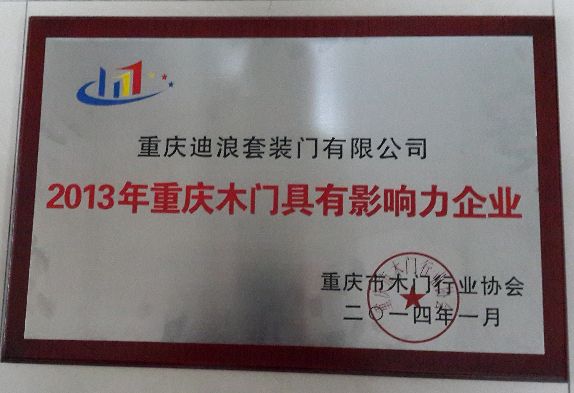 重庆迪浪套装门有限公司
2013年重庆木门具有影响力企业
重庆市木门行业协会
二〇一四年一月